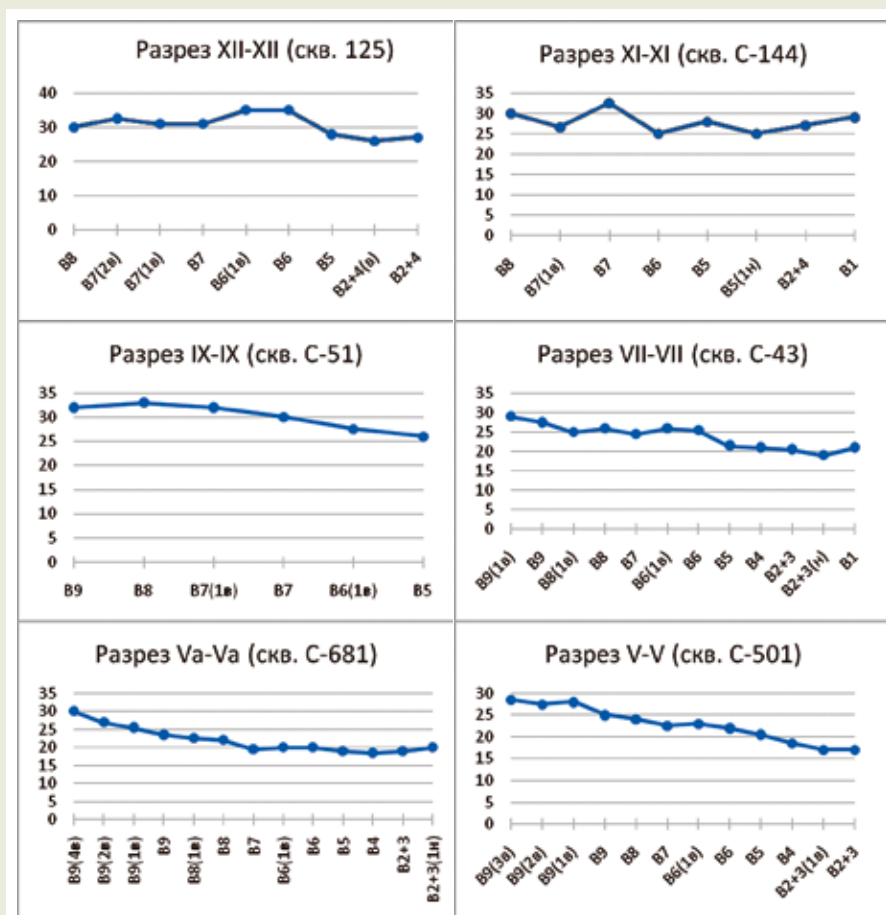 Разрез XII-XII (скв. 125)
40
30
20
10
0
В8
В7(2в)
В7(1в)
В7
В6(1в)
В6
В5
В2+4(в)
В2+4
Разрез XI-XI (скв. С-144)
35
30
25
20
15
10
5
0
В8
В7(1в)
В7
В6
В5
В5(1н)
В2+4
В1
Разрез IX-IX (скв. С-51)
35
30
25
20
15
10
5
0
В9
В8
В7(1в)
В7
В6(1в)
В5
Разрез VII-VII (скв. С-43)
35
30
25
20
15
10
5
0
В9(1в)
В9
В8(1в)
В8
В7
В6(1в)
В6
В5
В4
В2+3
В2+3(н)
В1
Разрез Va-Va (скв. С-681)
35
30
25
20
15
10
5
0
В9(4в)
В9(2в)
В9(1в)
В9
В8(1в)
В8
В7
В6(1в)
В6
В5
В4
В2+3
В2+3(1н)
Разрез V-V (скв. С-501)
30
25
20
15
10
5
0
В9(3в)
В9(2в)
В9(1в)
В9
В8
В7
В6(1в)
В6
В5
В4
В2+3(1в)
В2+3